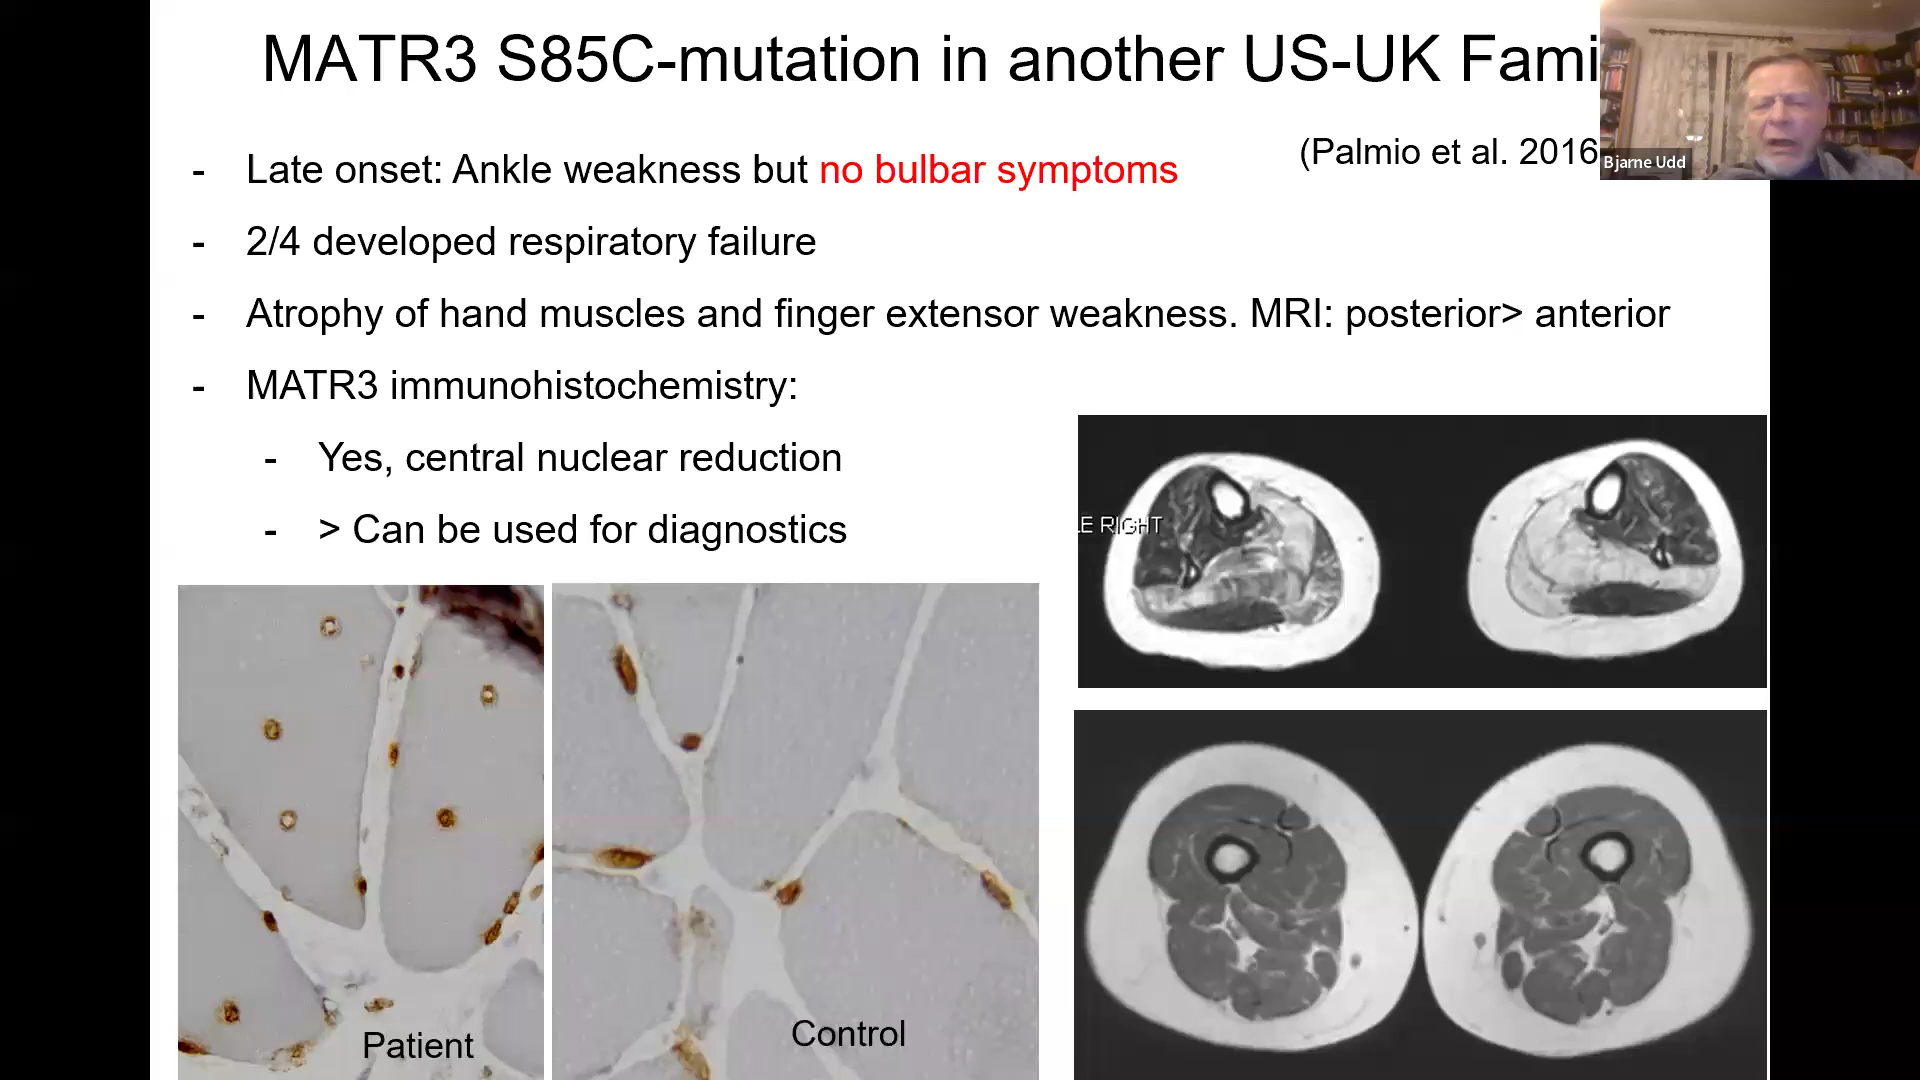 MATR3 S85C-mutation in another US-UK Fami
(Palmio et al. 2016
Bjarne Udd
- Late onset: Ankle weakness but no bulbar symptoms
- 2/4 developed respiratory failure
- Atrophy of hand muscles and finger extensor weakness. MRI: posterior> anterior
- MATR3 immunohistochemistry:
- Yes, central nuclear reduction
- > Can be used for diagnostics
LE RIGHT
Patient
Control